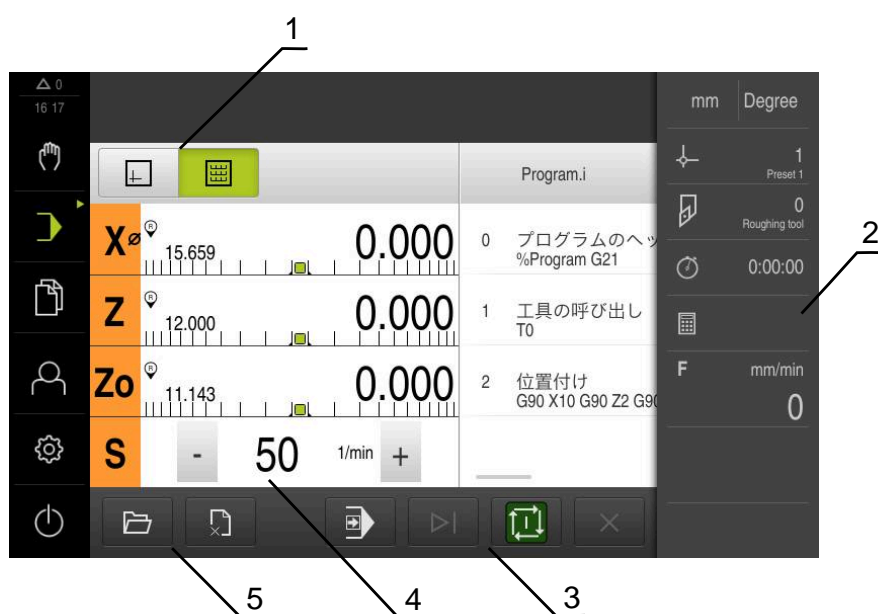 1
△ 0
16 17
mm Degree
1
Preset 1
0
Roughing tool
2
0:00:00
F mm/min
0
Program.i
X⌀ R 15.659 0.000
Z R 12.000 0.000
Zo R 11.143 0.000
S - 50 1/min +
0 プログラムのヘッ
%Program G21
1 工具の呼び出し
T0
2 位置付け
G90 X10 G90 Z2 G90
5
4
3